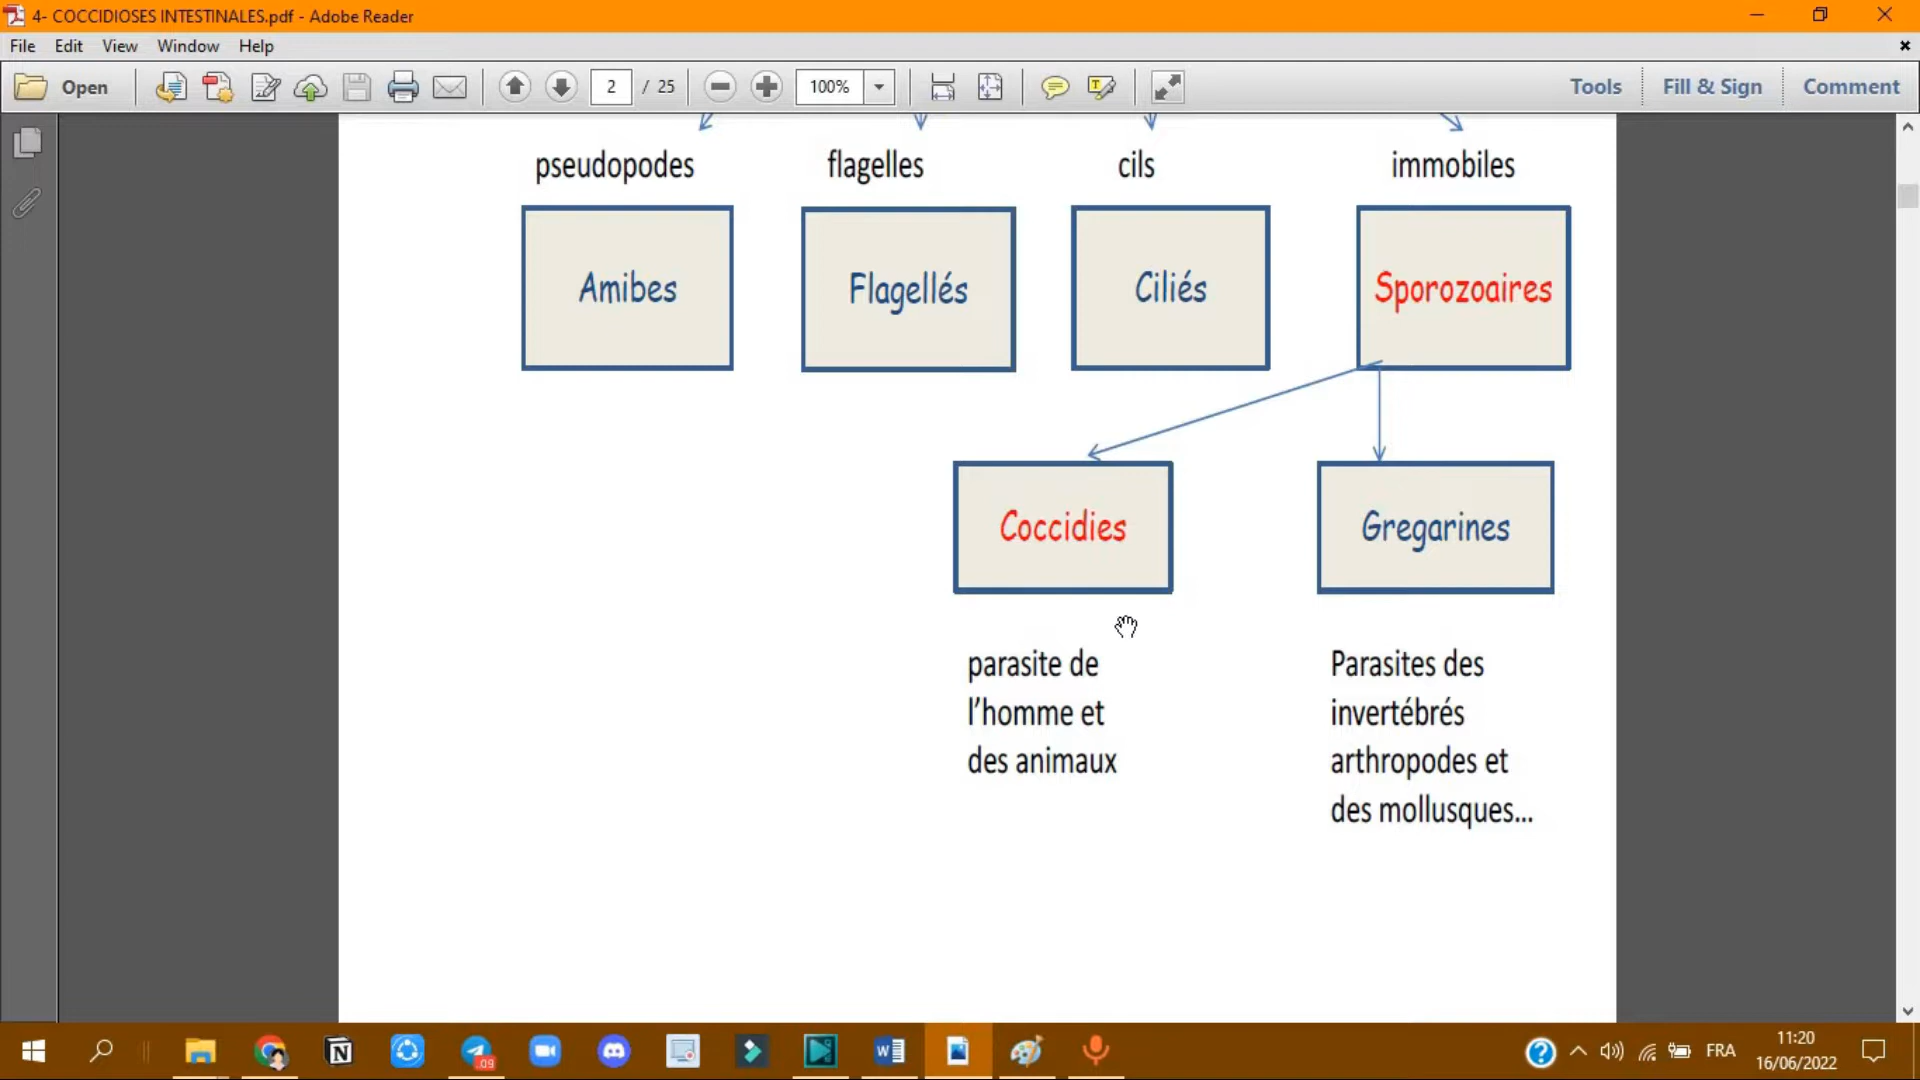 4- COCCIDIOSES INTESTINALES.pdf - Adobe Reader
File Edit View Window Help
Open 2 / 25 100% Tools Fill & Sign Comment
pseudopodes flagelles cils immobiles
Amibes Flagellés Ciliés Sporozoaires
Coccidies Gregarines
parasite de
l'homme et
des animaux
Parasites des
invertébrés
arthropodes et
des mollusques...
09
FRA
11:20
16/06/2022